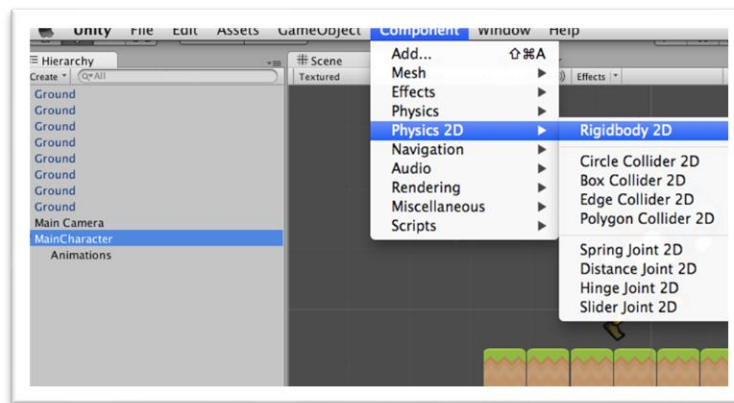 Unity File Edit Assets GameObject Component Window Help
Hierarchy
Create All
Ground
Ground
Ground
Ground
Ground
Ground
Ground
Ground
Main Camera
MainCharacter
Animations
Scene
Textured
Effects
Add... ⇧⌘A
Mesh
Effects
Physics
Physics 2D
Navigation
Audio
Rendering
Miscellaneous
Scripts
Rigidbody 2D
Circle Collider 2D
Box Collider 2D
Edge Collider 2D
Polygon Collider 2D
Spring Joint 2D
Distance Joint 2D
Hinge Joint 2D
Slider Joint 2D